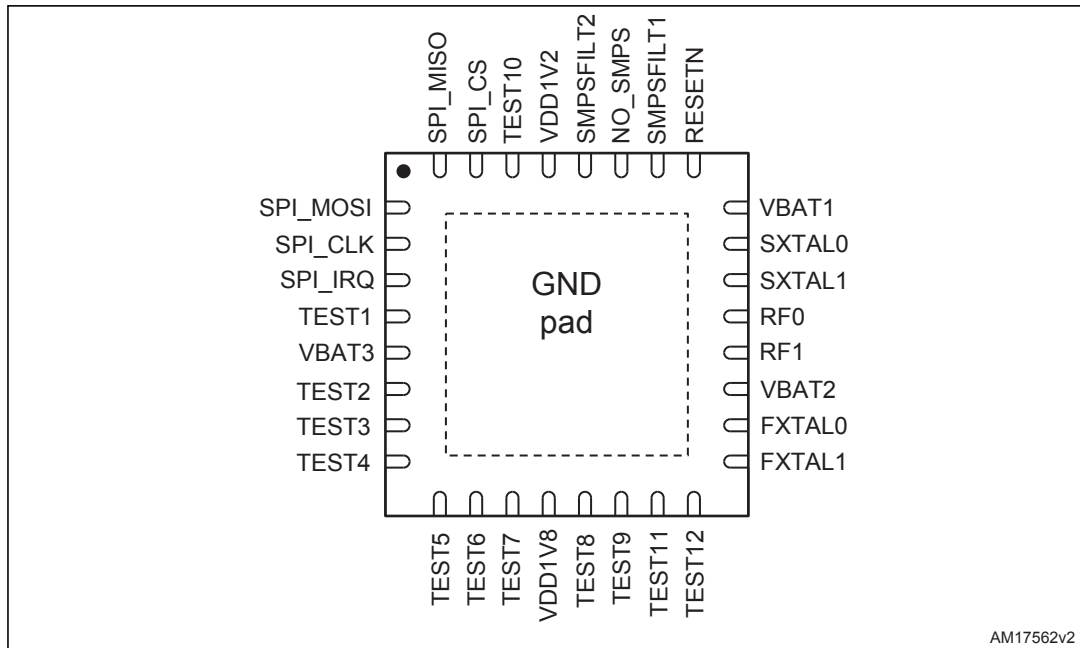 SPI_MISO
SPI_CS
TEST10
VDD1V2
SMPSFILT2
NO_SMPS
SMPSFILT1
RESETN
SPI_MOSI
SPI_CLK
SPI_IRQ
TEST1
VBAT3
TEST2
TEST3
TEST4
GND
pad
VBAT1
SXTAL0
SXTAL1
RF0
RF1
VBAT2
FXTAL0
FXTAL1
TEST5
TEST6
TEST7
VDD1V8
TEST8
TEST9
TEST11
TEST12
AM17562v2